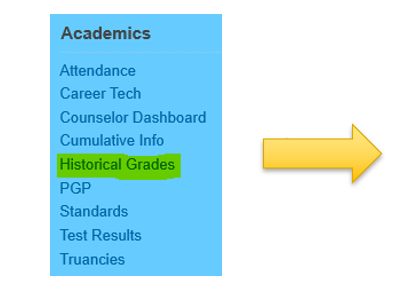 Academics
Attendance
Career Tech
Counselor Dashboard
Cumulative Info
Historical Grades
PGP
Standards
Test Results
Truancies